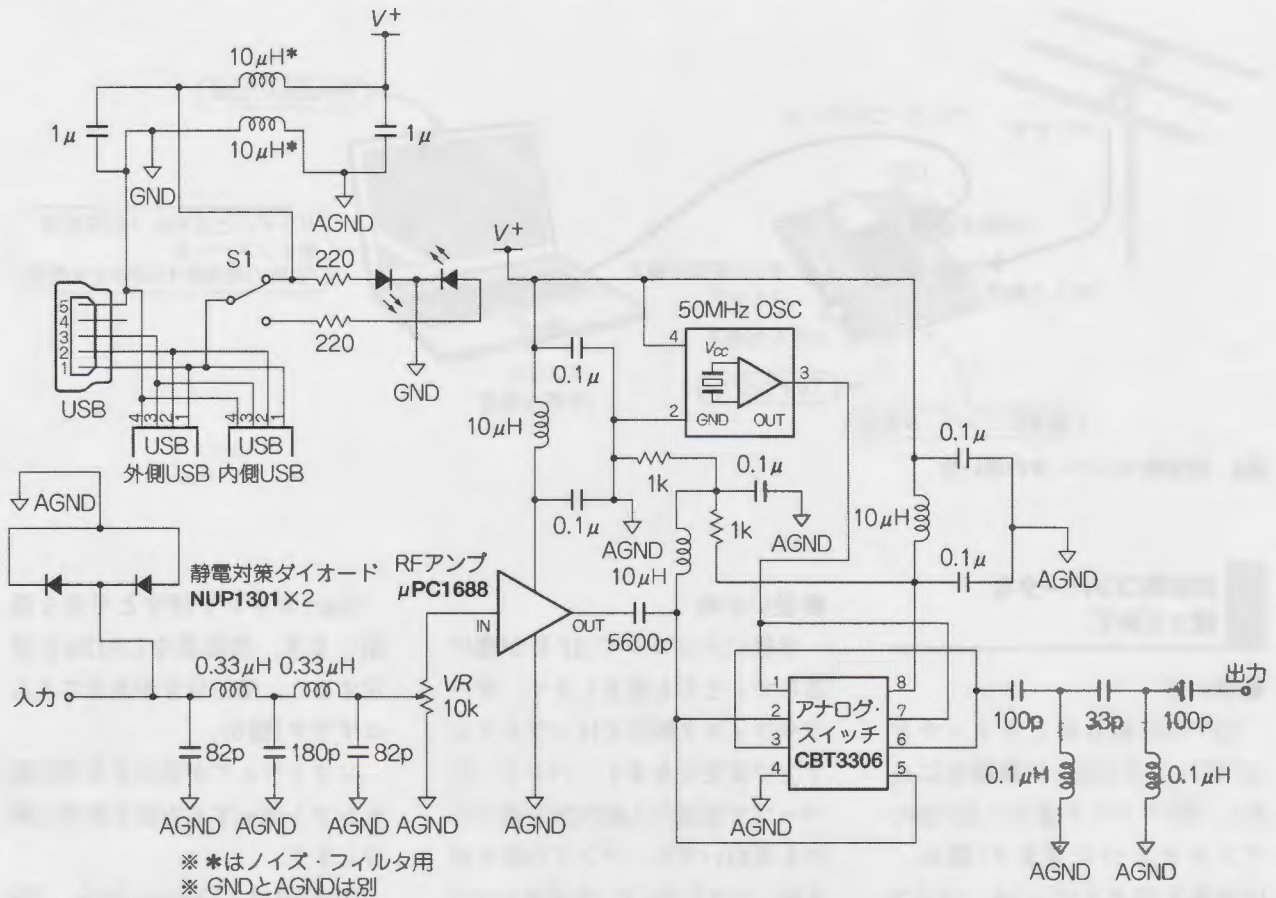 V+
10μH*
1μ
1μ
10μH*
GND
AGND
S1
220
220
GND
5
4
3
2
1
USB
4 3 2 1
USB
外側USB
4 3 2 1
USB
内側USB
V+
50MHz OSC
4
VCC
3
2
GND
OUT
0.1μ
10μH
0.1μ
1k
0.1μ
1k
AGND
AGND
10μH
0.1μ
10μH
0.1μ
AGND
AGND
静電対策ダイオード
NUP1301×2
RFアンプ
μPC1688
IN
OUT
5600p
入力
0.33μH
0.33μH
82p
180p
82p
VR
10k
AGND
AGND
AGND
AGND
AGND
1
2
3
4
アナログ・
スイッチ
CBT3306
8
7
6
5
AGND
100p
33p
100p
出力
0.1μH
0.1μH
AGND
AGND
※ *はノイズ・フィルタ用
※ GNDとAGNDは別